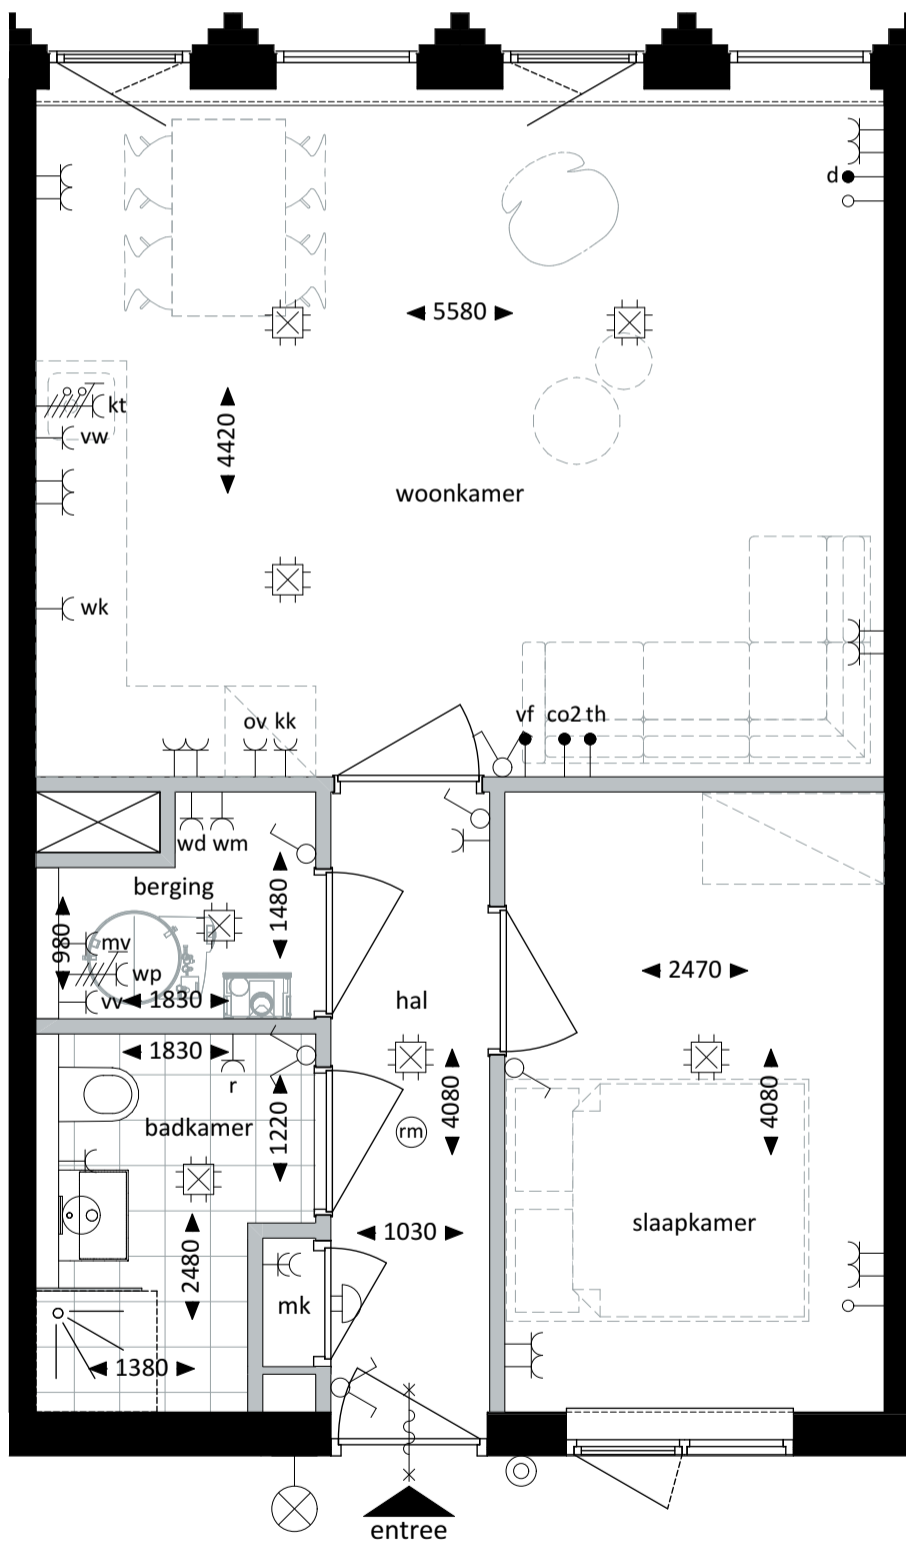 d
5580
kt
vw
4420
woonkamer
wk
ov kk
vf co2 th
wd wm
berging
1480
980
mv
wp
vv
1830
2470
hal
1830
r
1220
4080
4080
badkamer
rm
slaapkamer
1030
2480
mk
1380
entree